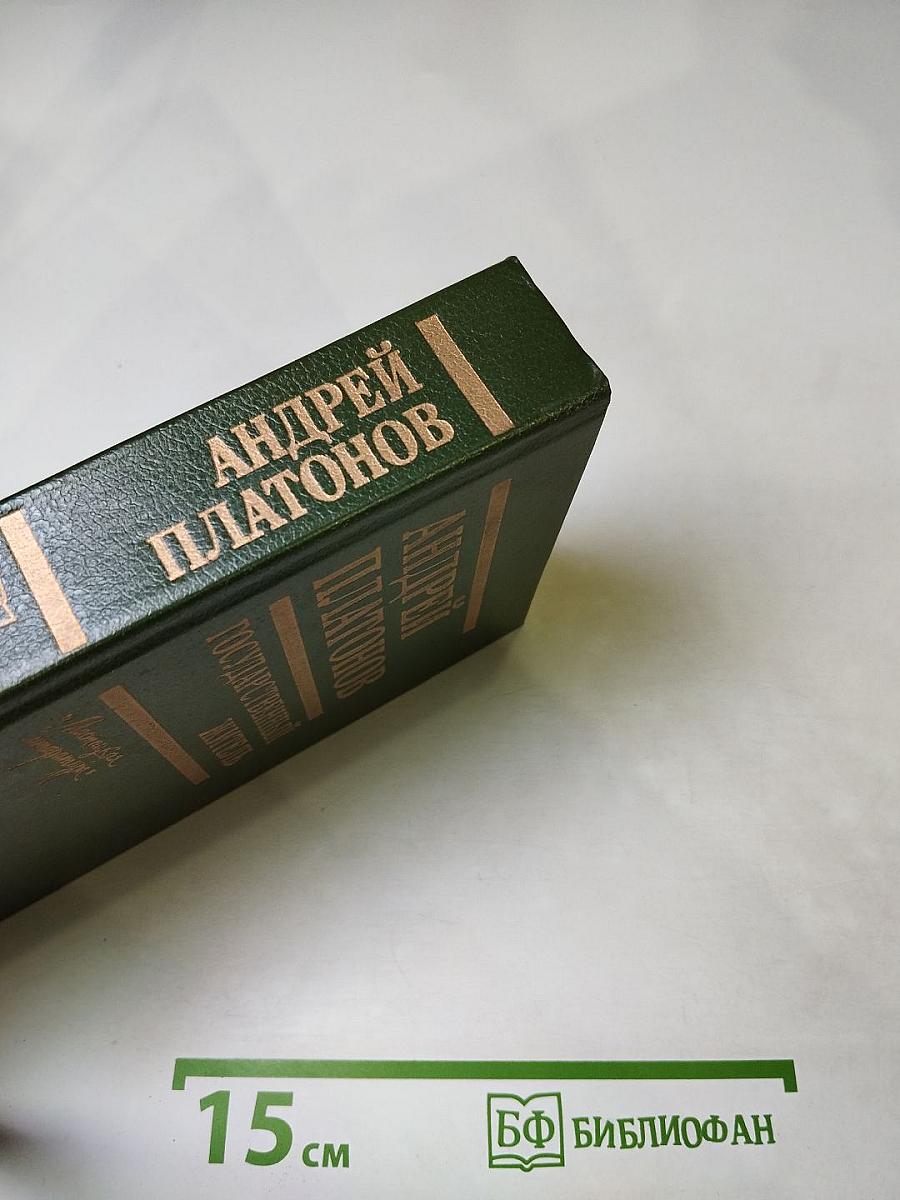 АНДРЕЙ
ПЛАТОНОВ
АНДРЕЙ
ПЛАТОНОВ
ГОСУДАРСТВЕННЫЙ
ЖИТЕЛЬ
15 см
БФ БИБЛИОФАН